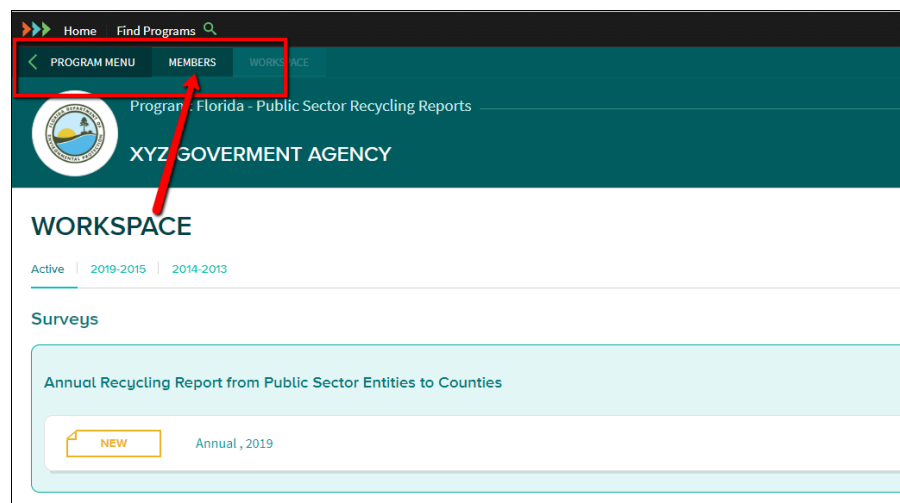 Home Find Programs
PROGRAM MENU MEMBERS WORKSPACE
Program: Florida - Public Sector Recycling Reports
XYZ GOVERMENT AGENCY
WORKSPACE
Active 2019-2015 2014-2013
Surveys
Annual Recycling Report from Public Sector Entities to Counties
NEW Annual , 2019